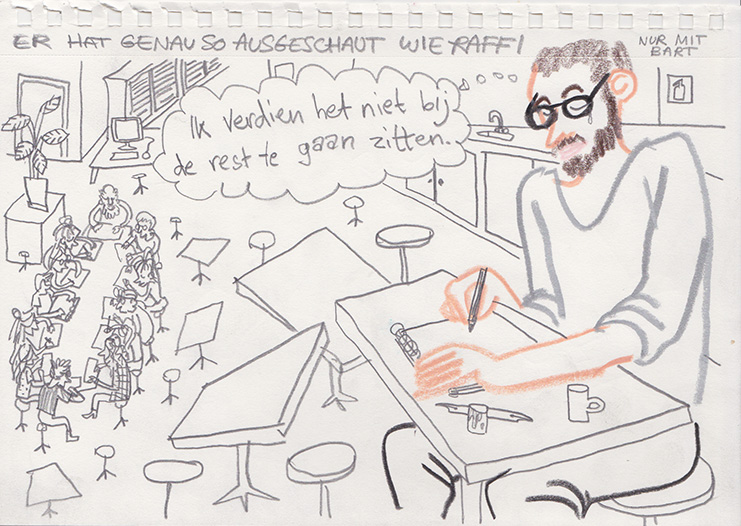 ER HAT GENAU SO AUSGESCHAUT WIE RAFFI
NUR MIT
BART
Ik verdien het niet bij
de rest te gaan zitten.